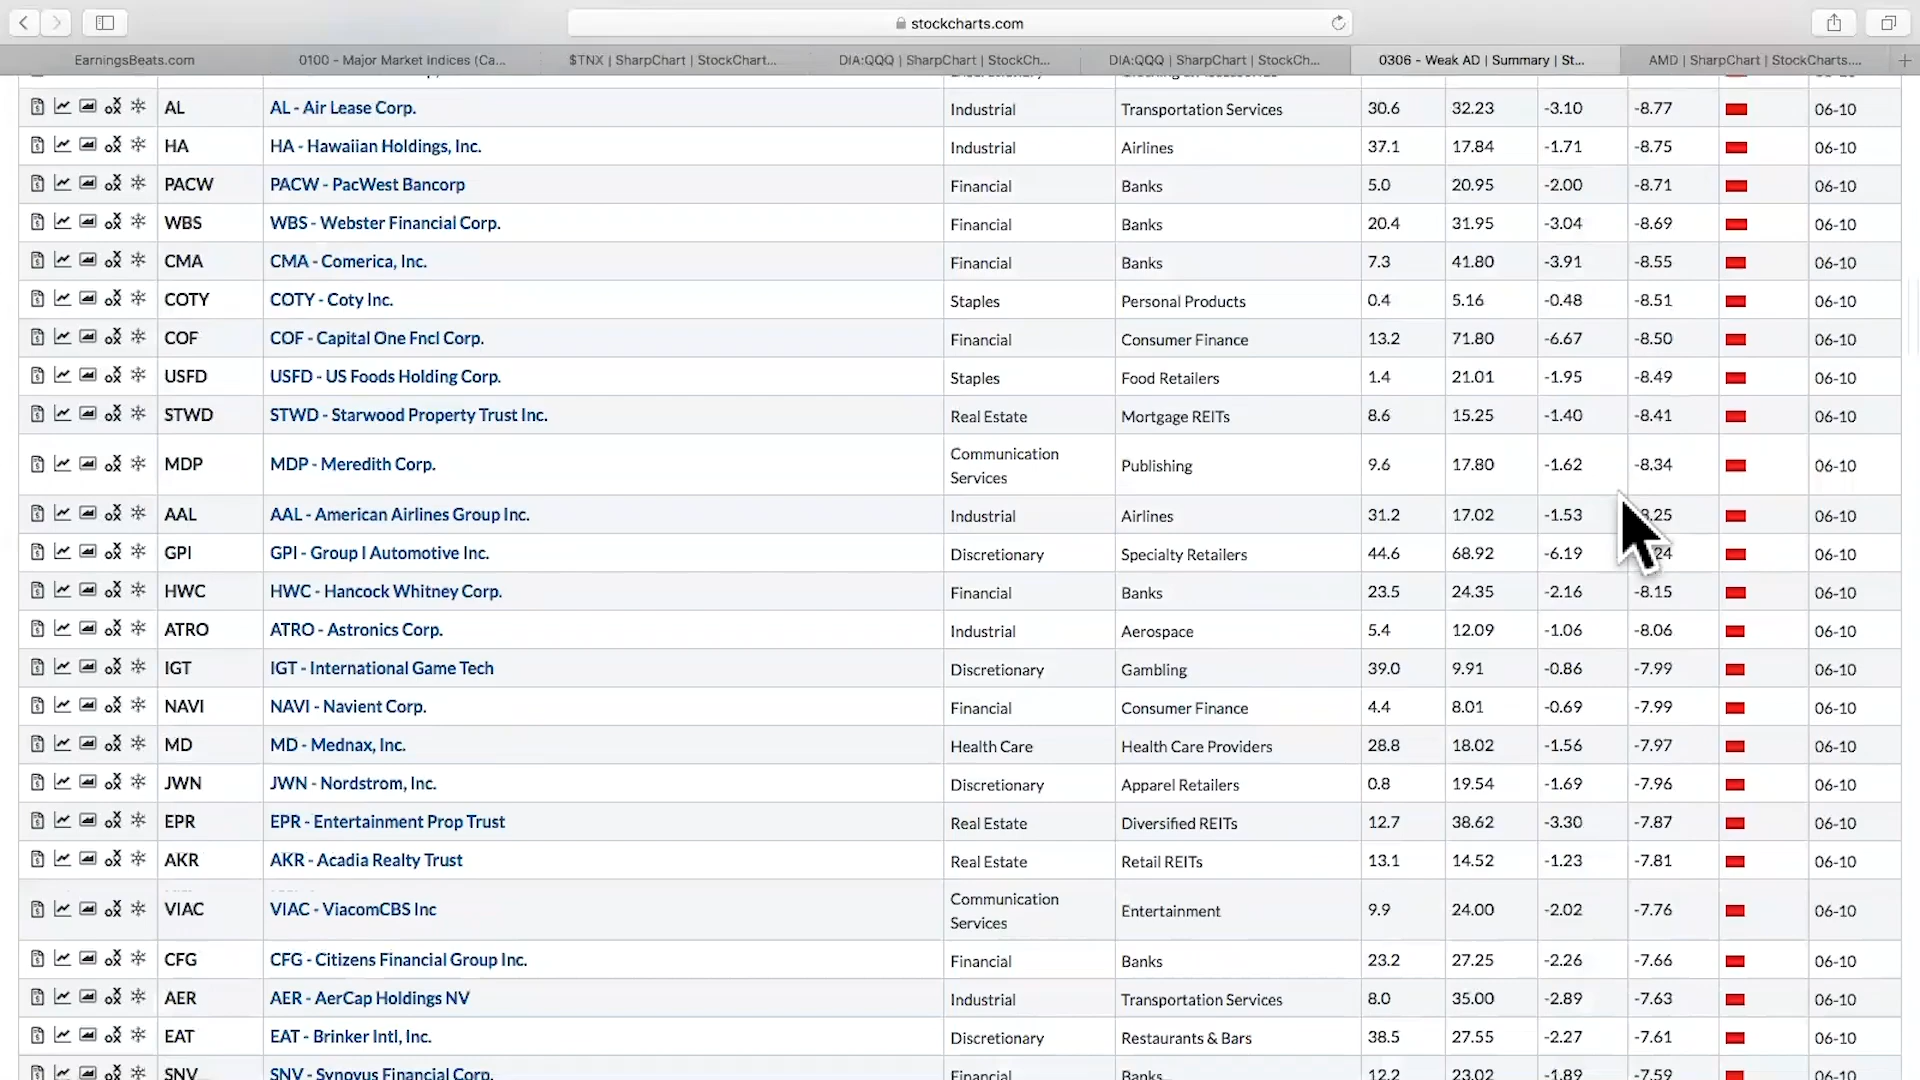 stockcharts.com
EarningsBeats.com
0100 - Major Market Indices (Ca...
$TNX | SharpChart | StockChart...
DIA:QQQ | SharpChart | StockCh...
DIA:QQQ | SharpChart | StockCh...
0306 - Weak AD | Summary | St...
AMD | SharpChart | StockCharts....
AL AL - Air Lease Corp. Industrial Transportation Services 30.6 32.23 -3.10 -8.77 06-10
HA HA - Hawaiian Holdings, Inc. Industrial Airlines 37.1 17.84 -1.71 -8.75 06-10
PACW PACW - PacWest Bancorp Financial Banks 5.0 20.95 -2.00 -8.71 06-10
WBS WBS - Webster Financial Corp. Financial Banks 20.4 31.95 -3.04 -8.69 06-10
CMA CMA - Comerica, Inc. Financial Banks 7.3 41.80 -3.91 -8.55 06-10
COTY COTY - Coty Inc. Staples Personal Products 0.4 5.16 -0.48 -8.51 06-10
COF COF - Capital One Fncl Corp. Financial Consumer Finance 13.2 71.80 -6.67 -8.50 06-10
USFD USFD - US Foods Holding Corp. Staples Food Retailers 1.4 21.01 -1.95 -8.49 06-10
STWD STWD - Starwood Property Trust Inc. Real Estate Mortgage REITs 8.6 15.25 -1.40 -8.41 06-10
MDP MDP - Meredith Corp. Communication Services Publishing 9.6 17.80 -1.62 -8.34 06-10
AAL AAL - American Airlines Group Inc. Industrial Airlines 31.2 17.02 -1.53 06-10
GPI GPI - Group I Automotive Inc. Discretionary Specialty Retailers 44.6 68.92 -6.19 06-10
HWC HWC - Hancock Whitney Corp. Financial Banks 23.5 24.35 -2.16 -8.15 06-10
ATRO ATRO - Astronics Corp. Industrial Aerospace 5.4 12.09 -1.06 -8.06 06-10
IGT IGT - International Game Tech Discretionary Gambling 39.0 9.91 -0.86 -7.99 06-10
NAVI NAVI - Navient Corp. Financial Consumer Finance 4.4 8.01 -0.69 -7.99 06-10
MD MD - Mednax, Inc. Health Care Health Care Providers 28.8 18.02 -1.56 -7.97 06-10
JWN JWN - Nordstrom, Inc. Discretionary Apparel Retailers 0.8 19.54 -1.69 -7.96 06-10
EPR EPR - Entertainment Prop Trust Real Estate Diversified REITs 12.7 38.62 -3.30 -7.87 06-10
AKR AKR - Acadia Realty Trust Real Estate Retail REITs 13.1 14.52 -1.23 -7.81 06-10
VIAC VIAC - ViacomCBS Inc Communication Services Entertainment 9.9 24.00 -2.02 -7.76 06-10
CFG CFG - Citizens Financial Group Inc. Financial Banks 23.2 27.25 -2.26 -7.66 06-10
AER AER - AerCap Holdings NV Industrial Transportation Services 8.0 35.00 -2.89 -7.63 06-10
EAT EAT - Brinker Intl, Inc. Discretionary Restaurants & Bars 38.5 27.55 -2.27 -7.61 06-10
SNV SNV - Synovus Financial Corp. Financial Banks 12.2 23.02 -1.89 -7.59 06-10